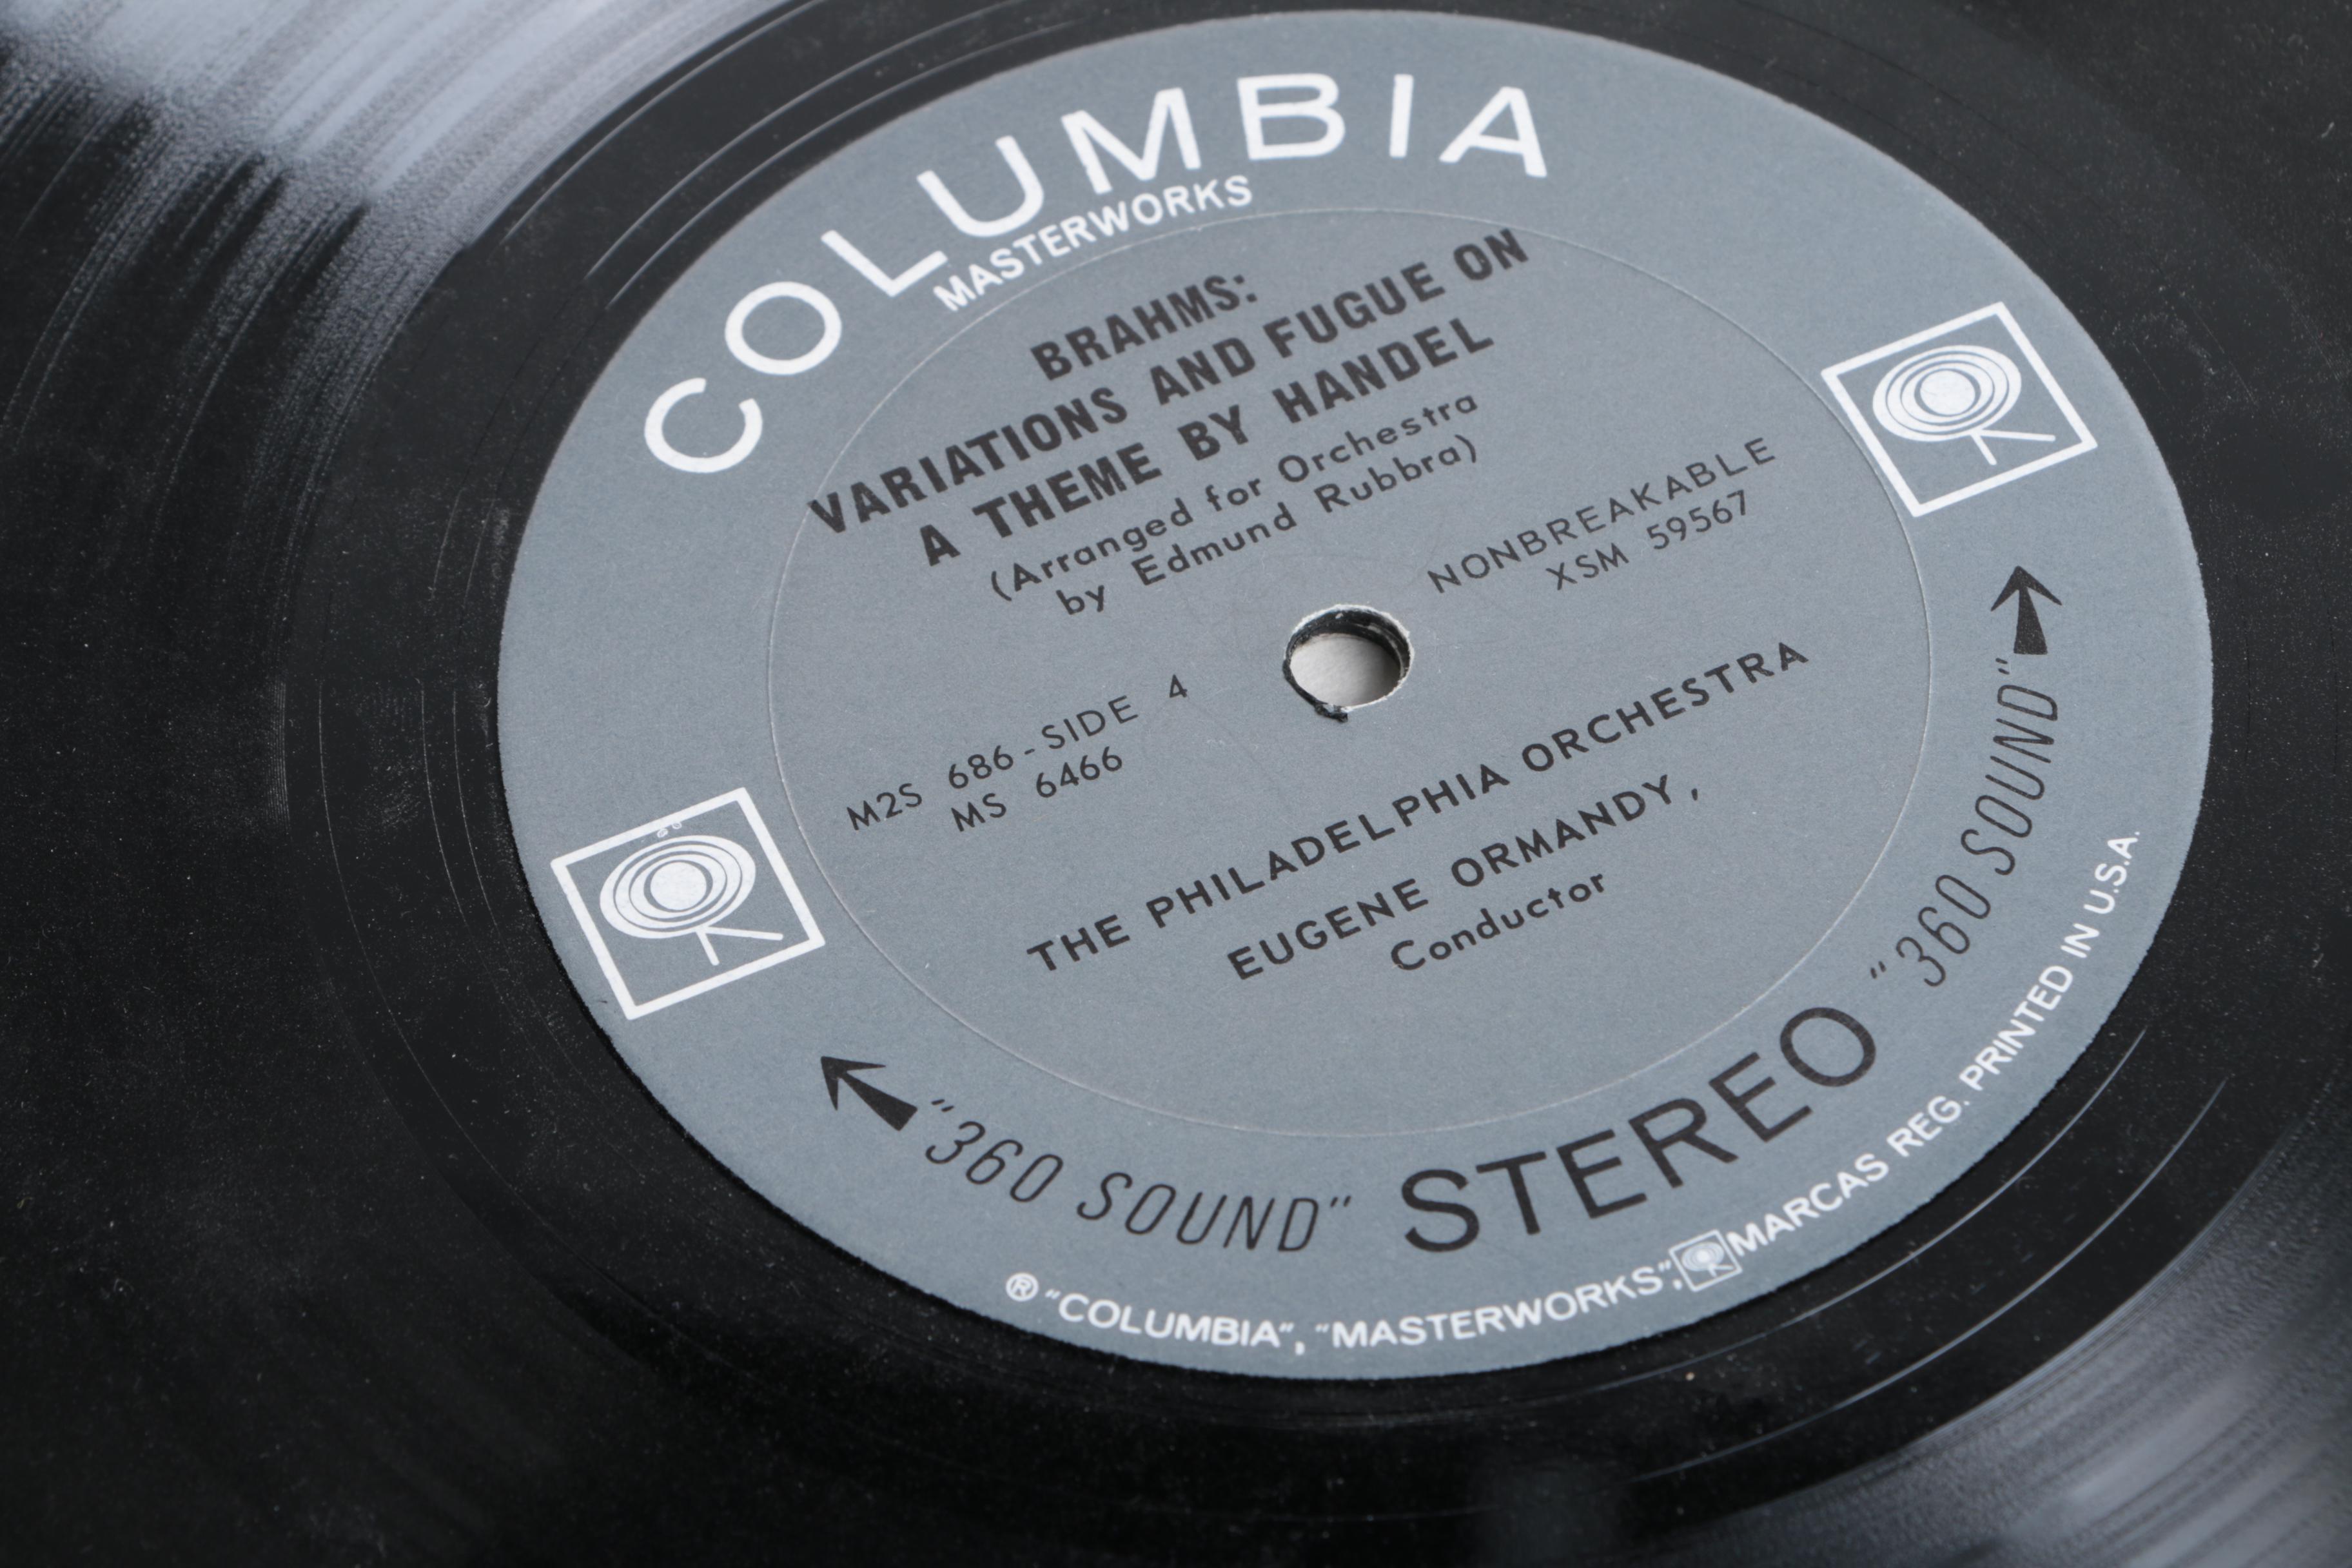 COLUMBIA
MASTERWORKS
BRAHMS:
VARIATIONS AND FUGUE ON
A THEME BY HANDEL
(Arranged for Orchestra
by Edmund Rubbra)
NONBREAKABLE
XSM 59567
M2S 686-SIDE 4
MS 6466
THE PHILADELPHIA ORCHESTRA
EUGENE ORMANDY,
Conductor
"360 SOUND" STEREO "360 SOUND"
® "COLUMBIA", "MASTERWORKS", MARCAS REG. PRINTED IN U.S.A.